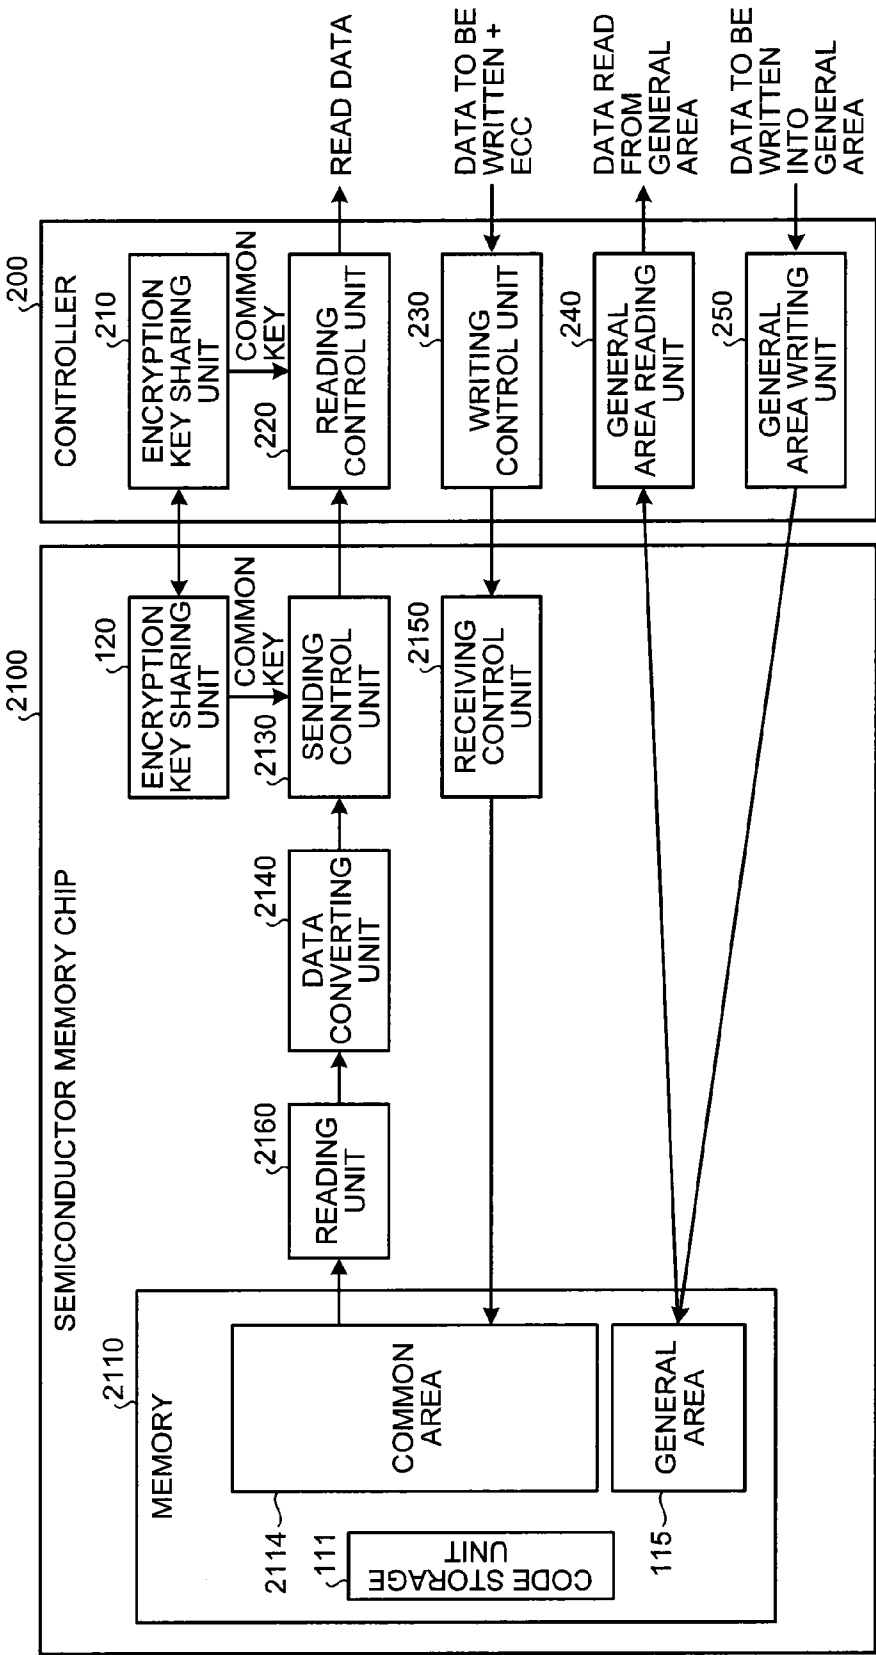 2100
SEMICONDUCTOR MEMORY CHIP
2110
MEMORY
2114
COMMON
AREA
111
CODE STORAGE
UNIT
115
GENERAL
AREA
2160
READING
UNIT
2140
DATA
CONVERTING
UNIT
120
ENCRYPTION
KEY SHARING
UNIT
COMMON
KEY
2130
SENDING
CONTROL
UNIT
2150
RECEIVING
CONTROL
UNIT
200
CONTROLLER
210
ENCRYPTION
KEY SHARING
UNIT
COMMON
KEY
220
READING
CONTROL UNIT
230
WRITING
CONTROL UNIT
240
GENERAL
AREA READING
UNIT
250
GENERAL
AREA WRITING
UNIT
READ DATA
DATA TO BE
WRITTEN +
ECC
DATA READ
FROM
GENERAL
AREA
DATA TO BE
WRITTEN
INTO
GENERAL
AREA